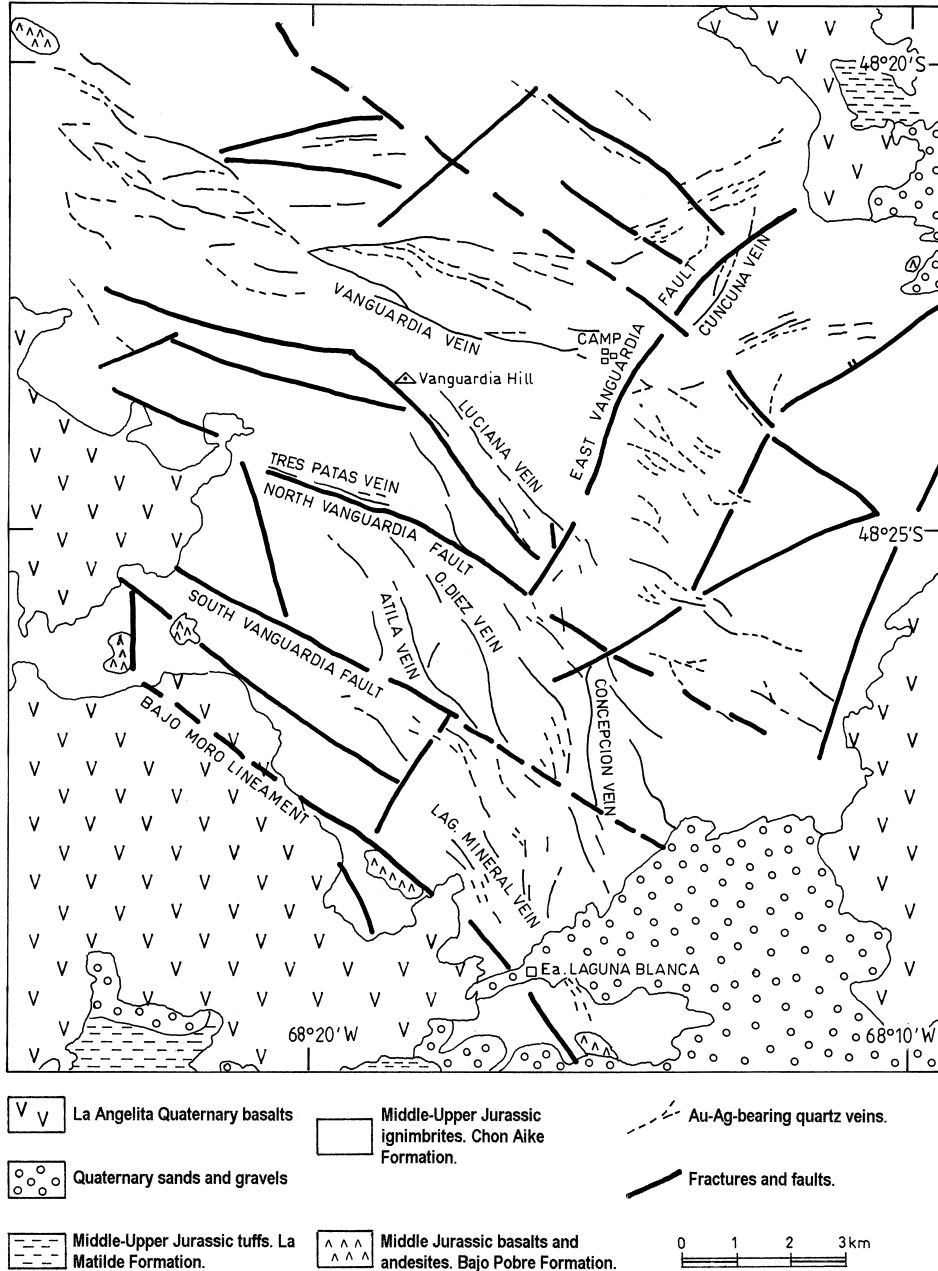 48°20'S
FAULT
CUNCUNA VEIN
VANGUARDIA VEIN
CAMP
Vanguardia Hill
EAST VANGUARDIA
LUCIANA VEIN
TRES PATAS VEIN
NORTH VANGUARDIA FAULT
48°25'S
O. DIEZ VEIN
ATILA VEIN
SOUTH VANGUARDIA FAULT
CONCEPCION VEIN
BAJO MORO LINEAMENT
LAG. MINERAL VEIN
Ea. LAGUNA BLANCA
68°20'W
68°10'W
La Angelita Quaternary basalts
Middle-Upper Jurassic
ignimbrites. Chon Aike
Formation.
Au-Ag-bearing quartz veins.
Quaternary sands and gravels
Fractures and faults.
Middle-Upper Jurassic tuffs. La
Matilde Formation.
Middle Jurassic basalts and
andesites. Bajo Pobre Formation.
0 1 2 3 km